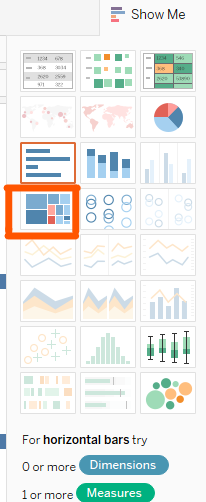 Show Me
For horizontal bars try
0 or more Dimensions
1 or more Measures